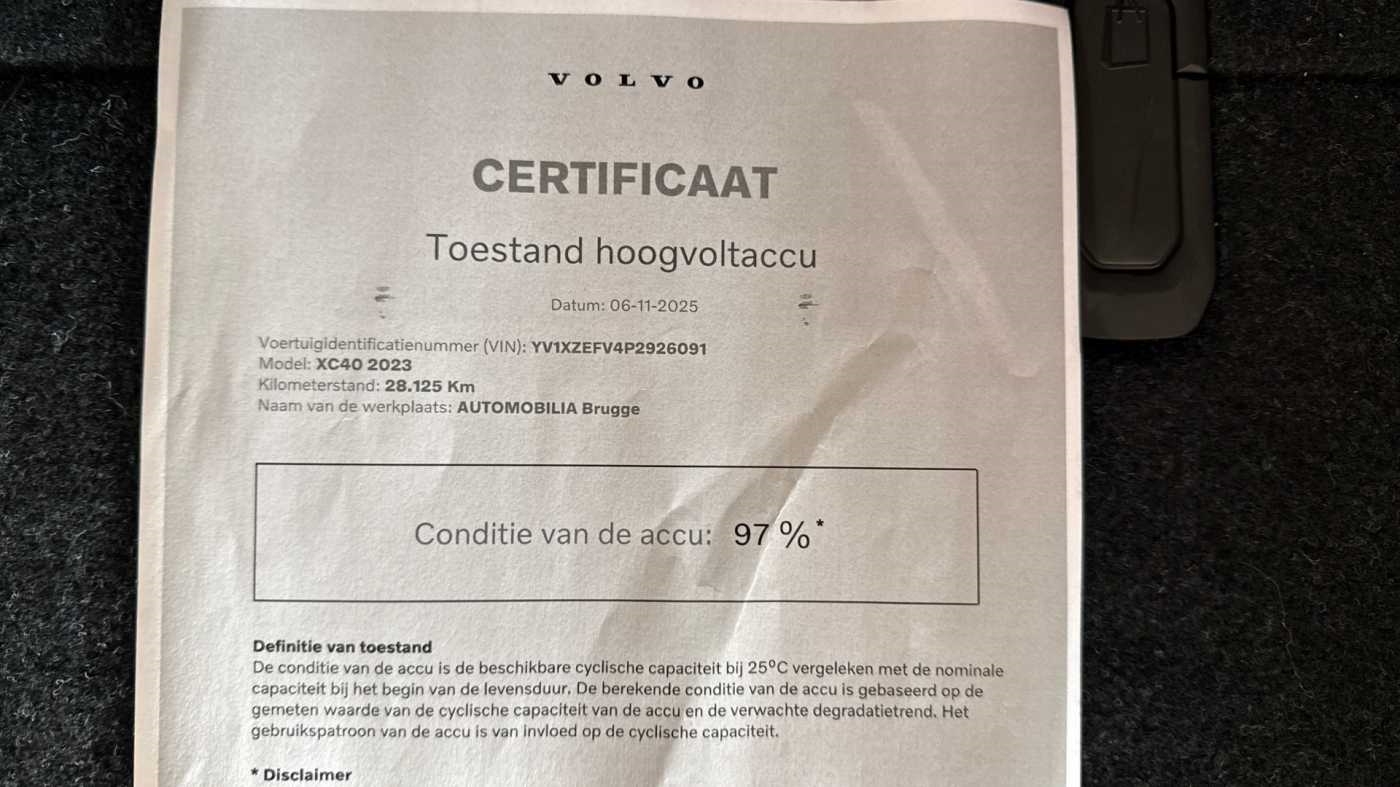 VOLVO
CERTIFICAAT
Toestand hoogvoltaccu
Datum: 06-11-2025
Voertuigidentificatienummer (VIN): YV1XZEFV4P2926091
Model: XC40 2023
Kilometerstand: 28.125 Km
Naam van de werkplaats: AUTOMOBILIA Brugge
Conditie van de accu: 97 %*
Definitie van toestand
De conditie van de accu is de beschikbare cyclische capaciteit bij 25°C vergeleken met de nominale
capaciteit bij het begin van de levensduur. De berekende conditie van de accu is gebaseerd op de
gemeten waarde van de cyclische capaciteit van de accu en de verwachte degradatietrend. Het
gebruikspatroon van de accu is van invloed op de cyclische capaciteit.
* Disclaimer